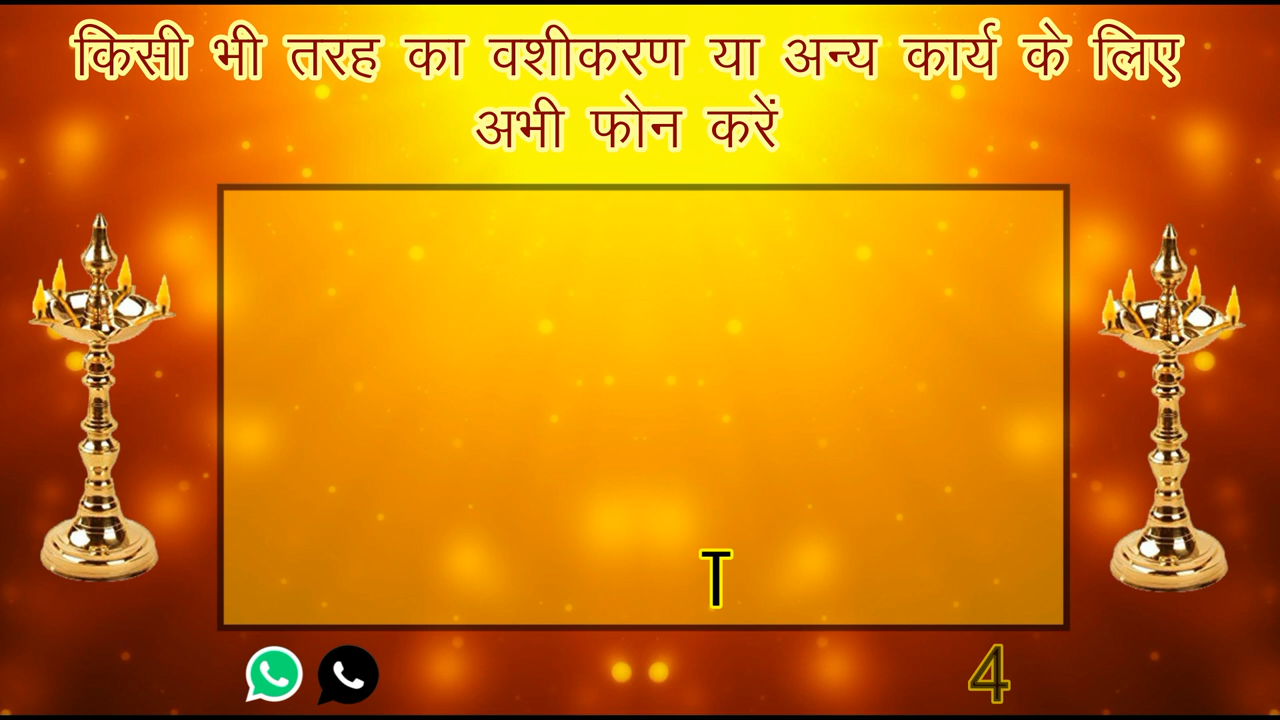 किसी भी तरह का वशीकरण या अन्य कार्य के लिए
अभी फोन करें
T
4